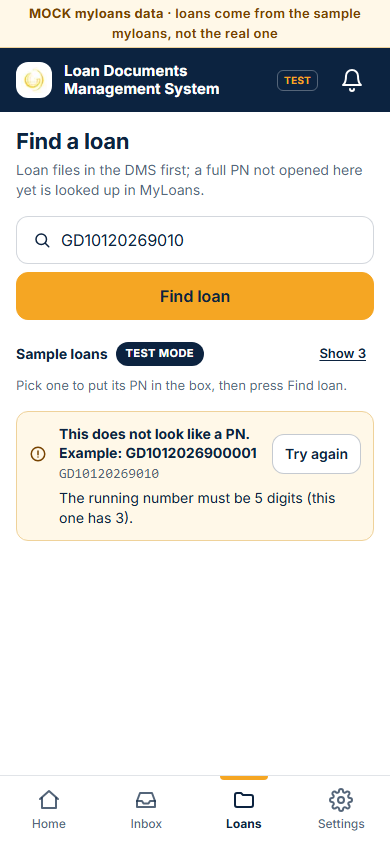 MOCK myloans data · loans come from the sample
myloans, not the real one
Loan Documents
Management System
TEST
Find a loan
Loan files in the DMS first; a full PN not opened here
yet is looked up in MyLoans.
GD10120269010
Find loan
Sample loans
TEST MODE
Show 3
Pick one to put its PN in the box, then press Find loan.
This does not look like a PN.
Example: GD1012026900001
GD10120269010
Try again
The running number must be 5 digits (this
one has 3).
Home
Inbox
Loans
Settings